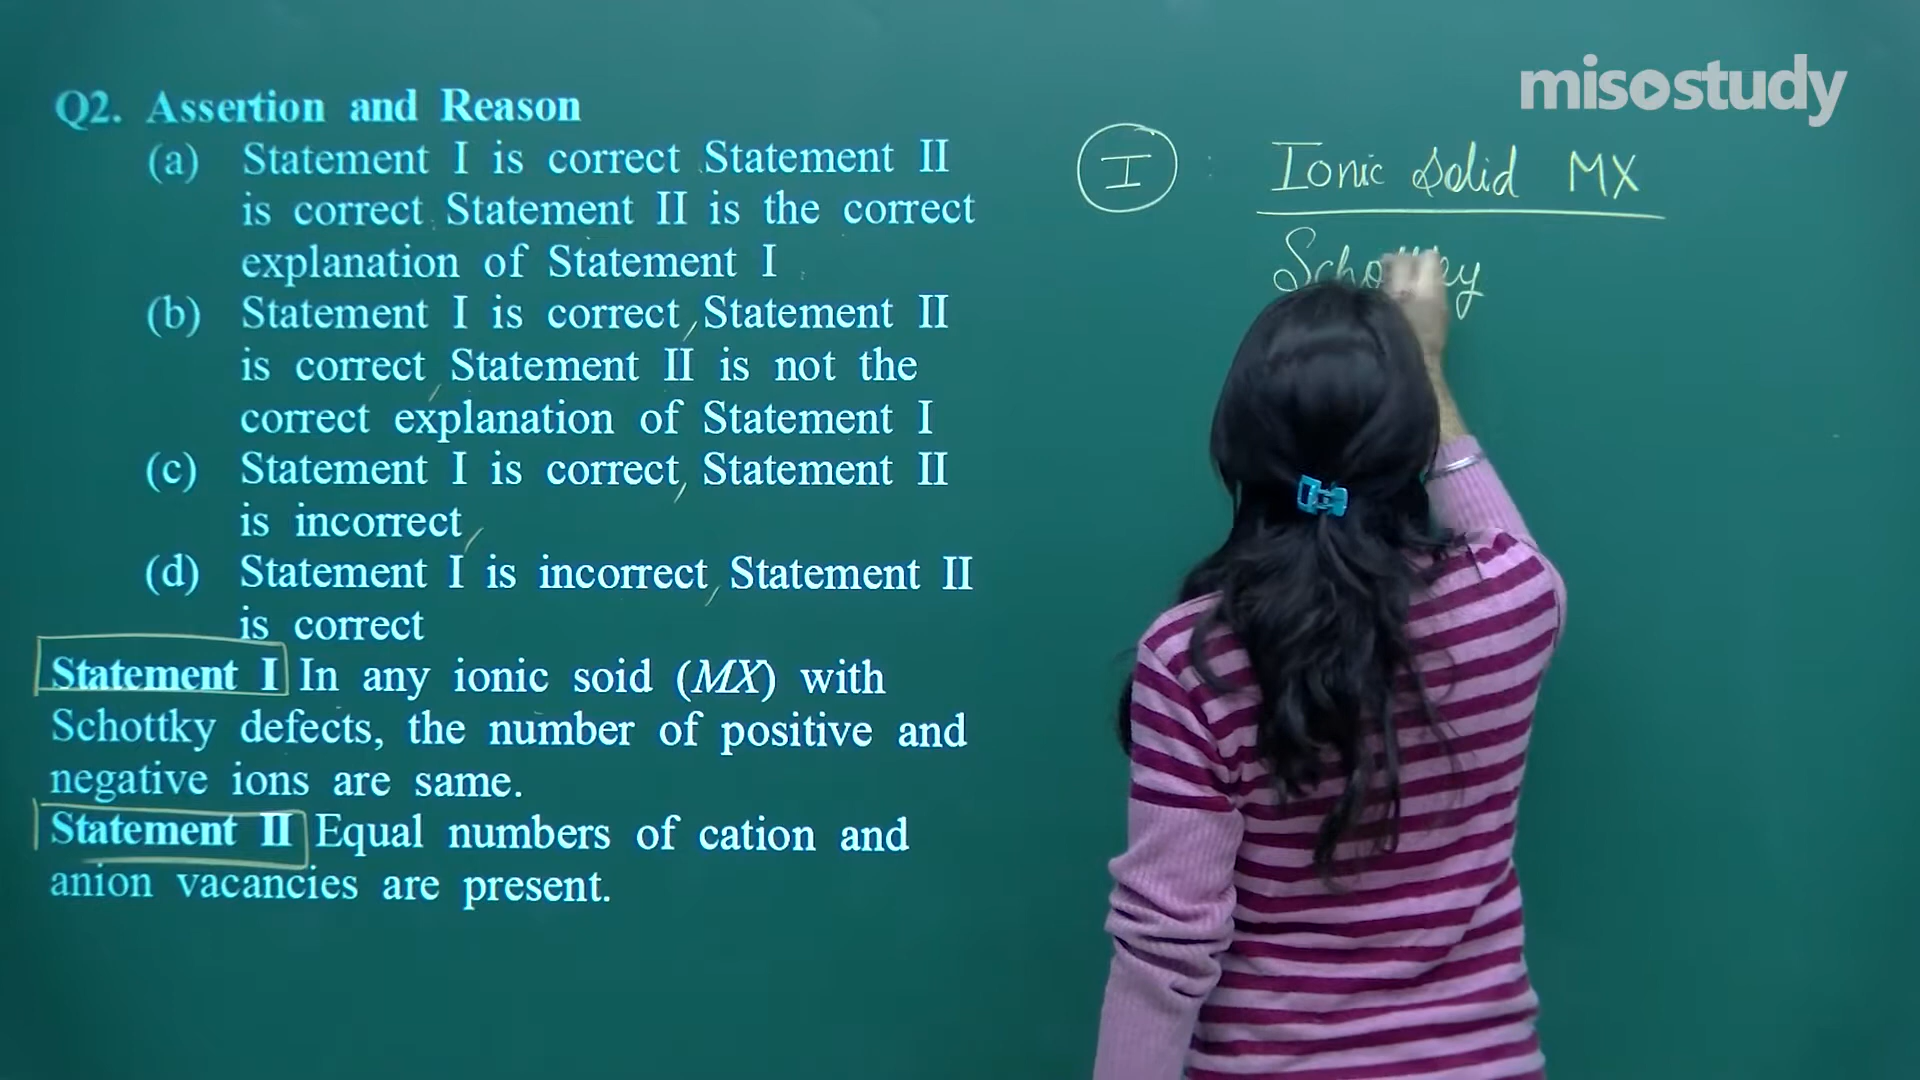 misostudy
Q2. Assertion and Reason
(a) Statement I is correct Statement II
is correct Statement II is the correct
explanation of Statement I
(b) Statement I is correct, Statement II
is correct, Statement II is not the
correct explanation of Statement I
(c) Statement I is correct, Statement II
is incorrect,
(d) Statement I is incorrect, Statement II
is correct
Statement I In any ionic soid (MX) with
Schottky defects, the number of positive and
negative ions are same.
Statement II Equal numbers of cation and
anion vacancies are present.
I : Ionic Solid MX
Schottky